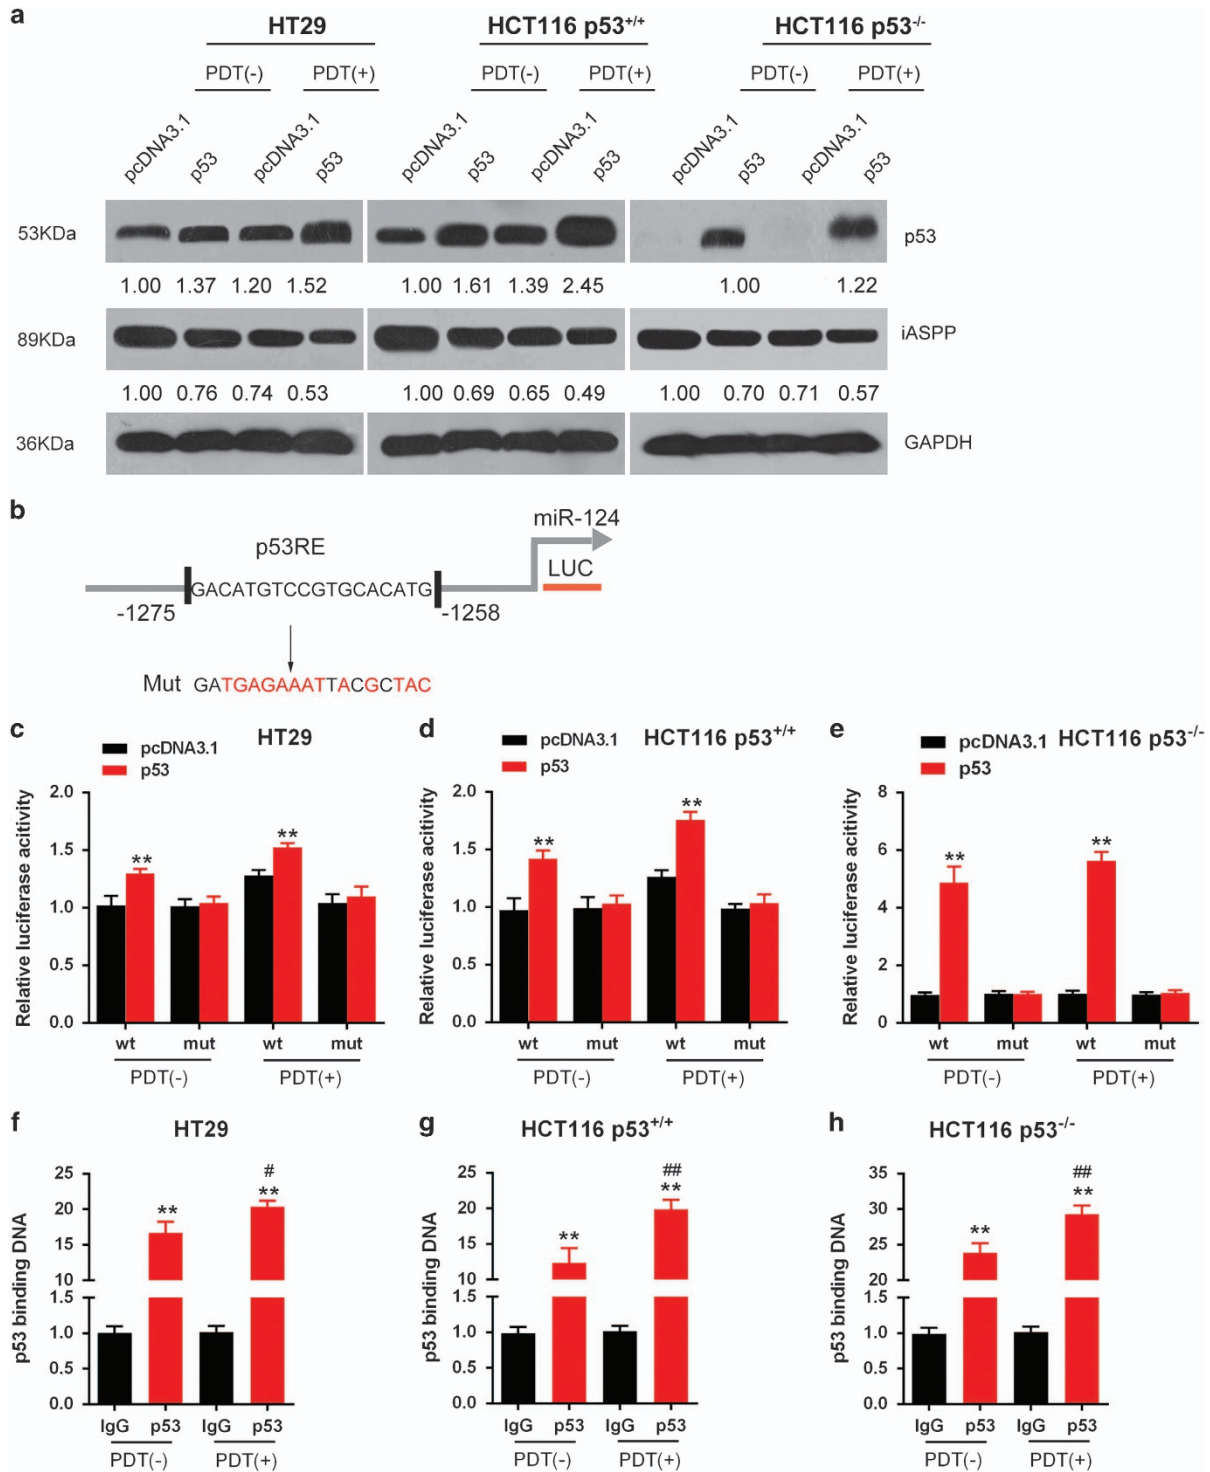 a
HT29 HCT116 p53+/+ HCT116 p53-/-
PDT(-) PDT(+) PDT(-) PDT(+) PDT(-) PDT(+)
pcDNA3.1 p53 pcDNA3.1 p53 pcDNA3.1 p53 pcDNA3.1 p53 pcDNA3.1 p53 pcDNA3.1 p53
53KDa p53
1.00 1.37 1.20 1.52 1.00 1.61 1.39 2.45 1.00 1.22
89KDa iASPP
1.00 0.76 0.74 0.53 1.00 0.69 0.65 0.49 1.00 0.70 0.71 0.57
36KDa GAPDH
b
miR-124
p53RE
LUC
GACATGTCCGTGCACATG
-1275 -1258
Mut GATGAGAAATTACGCTAC
c
pcDNA3.1
p53
HT29
Relative luciferase acitivity
2.0
1.5
1.0
0.5
0.0
wt mut wt mut
PDT(-) PDT(+)
d
pcDNA3.1
p53
HCT116 p53+/+
Relative luciferase activity
2.0
1.5
1.0
0.5
0.0
wt mut wt mut
PDT(-) PDT(+)
** **
** **
e
pcDNA3.1
p53
HCT116 p53-/-
Relative luciferase acitivity
8
6
4
2
0
** **
wt mut wt mut
PDT(-) PDT(+)
f
HT29
p53 binding DNA
25
20
15
10
1.5
1.0
0.5
0.0
#
** **
IgG p53 IgG p53
PDT(-) PDT(+)
g
HCT116 p53+/+
p53 binding DNA
25
20
15
10
1.5
1.0
0.5
0.0
##
** **
IgG p53 IgG p53
PDT(-) PDT(+)
h
HCT116 p53-/-
p53 binding DNA
35
30
25
20
1.5
1.0
0.5
0.0
##
** **
IgG p53 IgG p53
PDT(-) PDT(+)